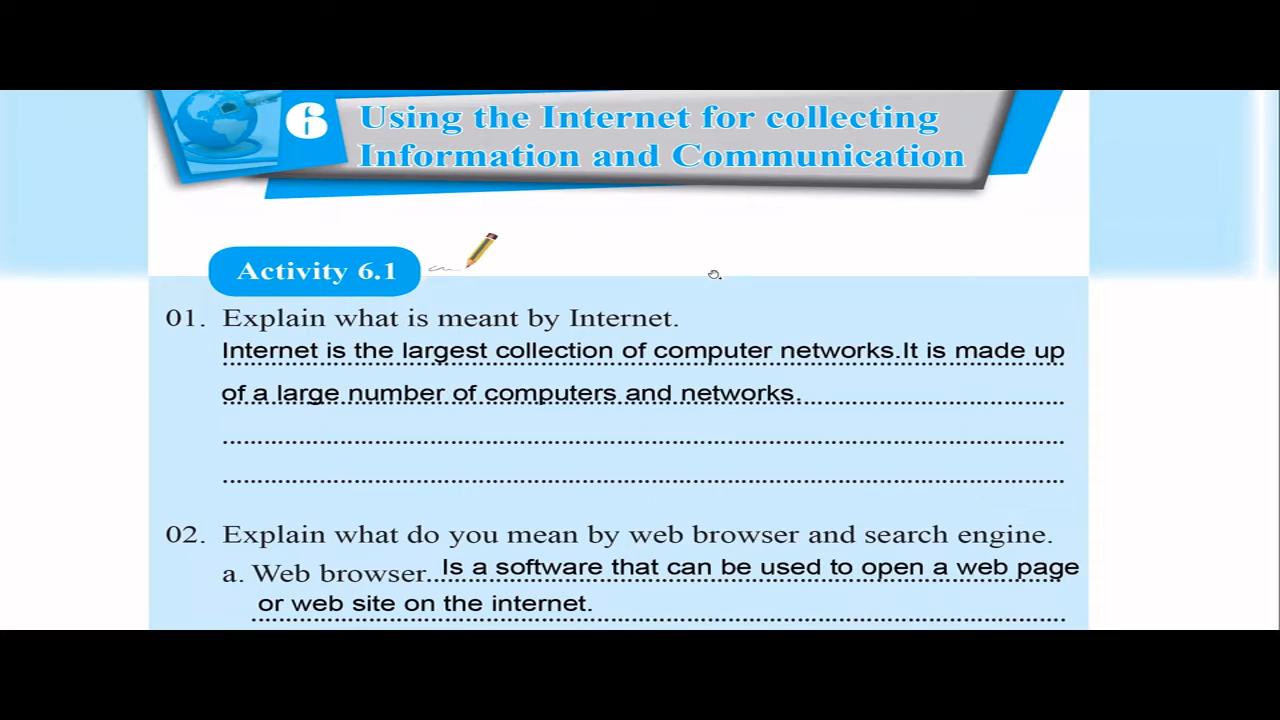 6
Using the Internet for collecting
Information and Communication
Activity 6.1
01. Explain what is meant by Internet.
Internet is the largest collection of computer networks.It is made up
of a large number of computers and networks.
02. Explain what do you mean by web browser and search engine.
a. Web browser.. Is a software that can be used to open a web page
or web site on the internet.